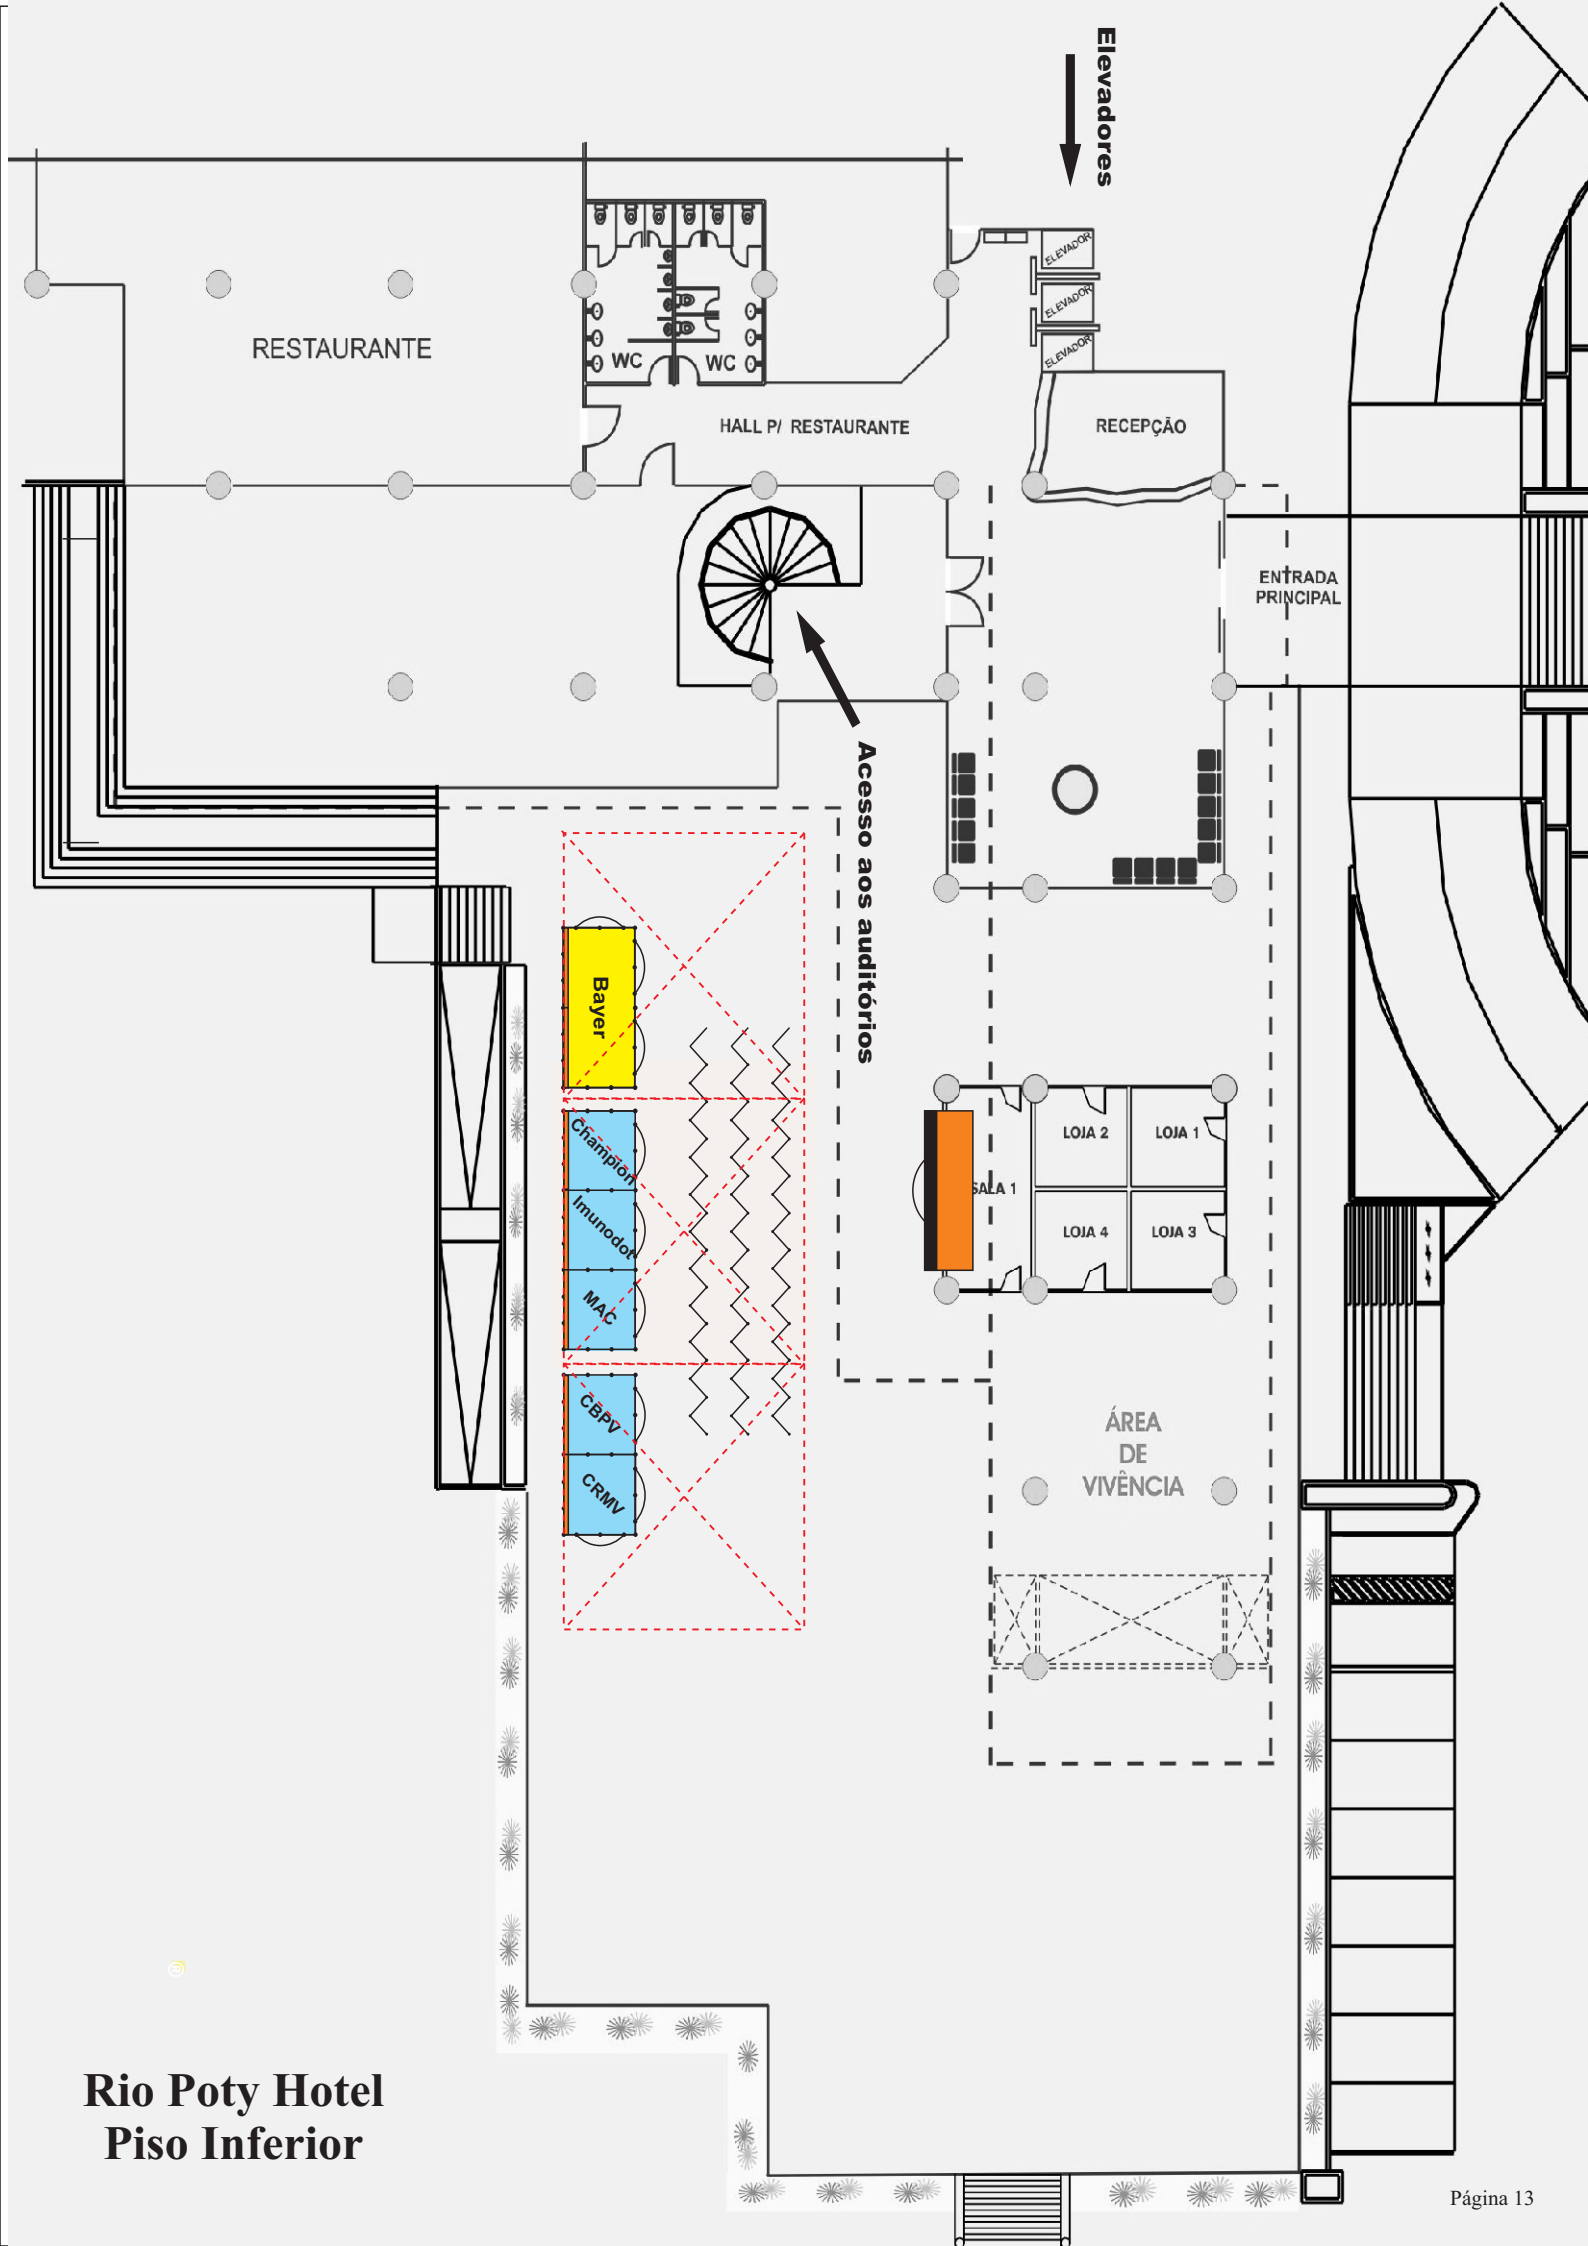 Elevadores
ELEVADOR
ELEVADOR
ELEVADOR
RESTAURANTE
WC
WC
HALL P/ RESTAURANTE
RECEPÇÃO
ENTRADA
PRINCIPAL
Acesso aos auditórios
Bayer
Champion
Imunodot
MAC
CBPV
CRMV
LOJA 2
LOJA 1
SALA 1
LOJA 4
LOJA 3
ÁREA
DE
VIVÊNCIA
Rio Poty Hotel
Piso Inferior
Página 13